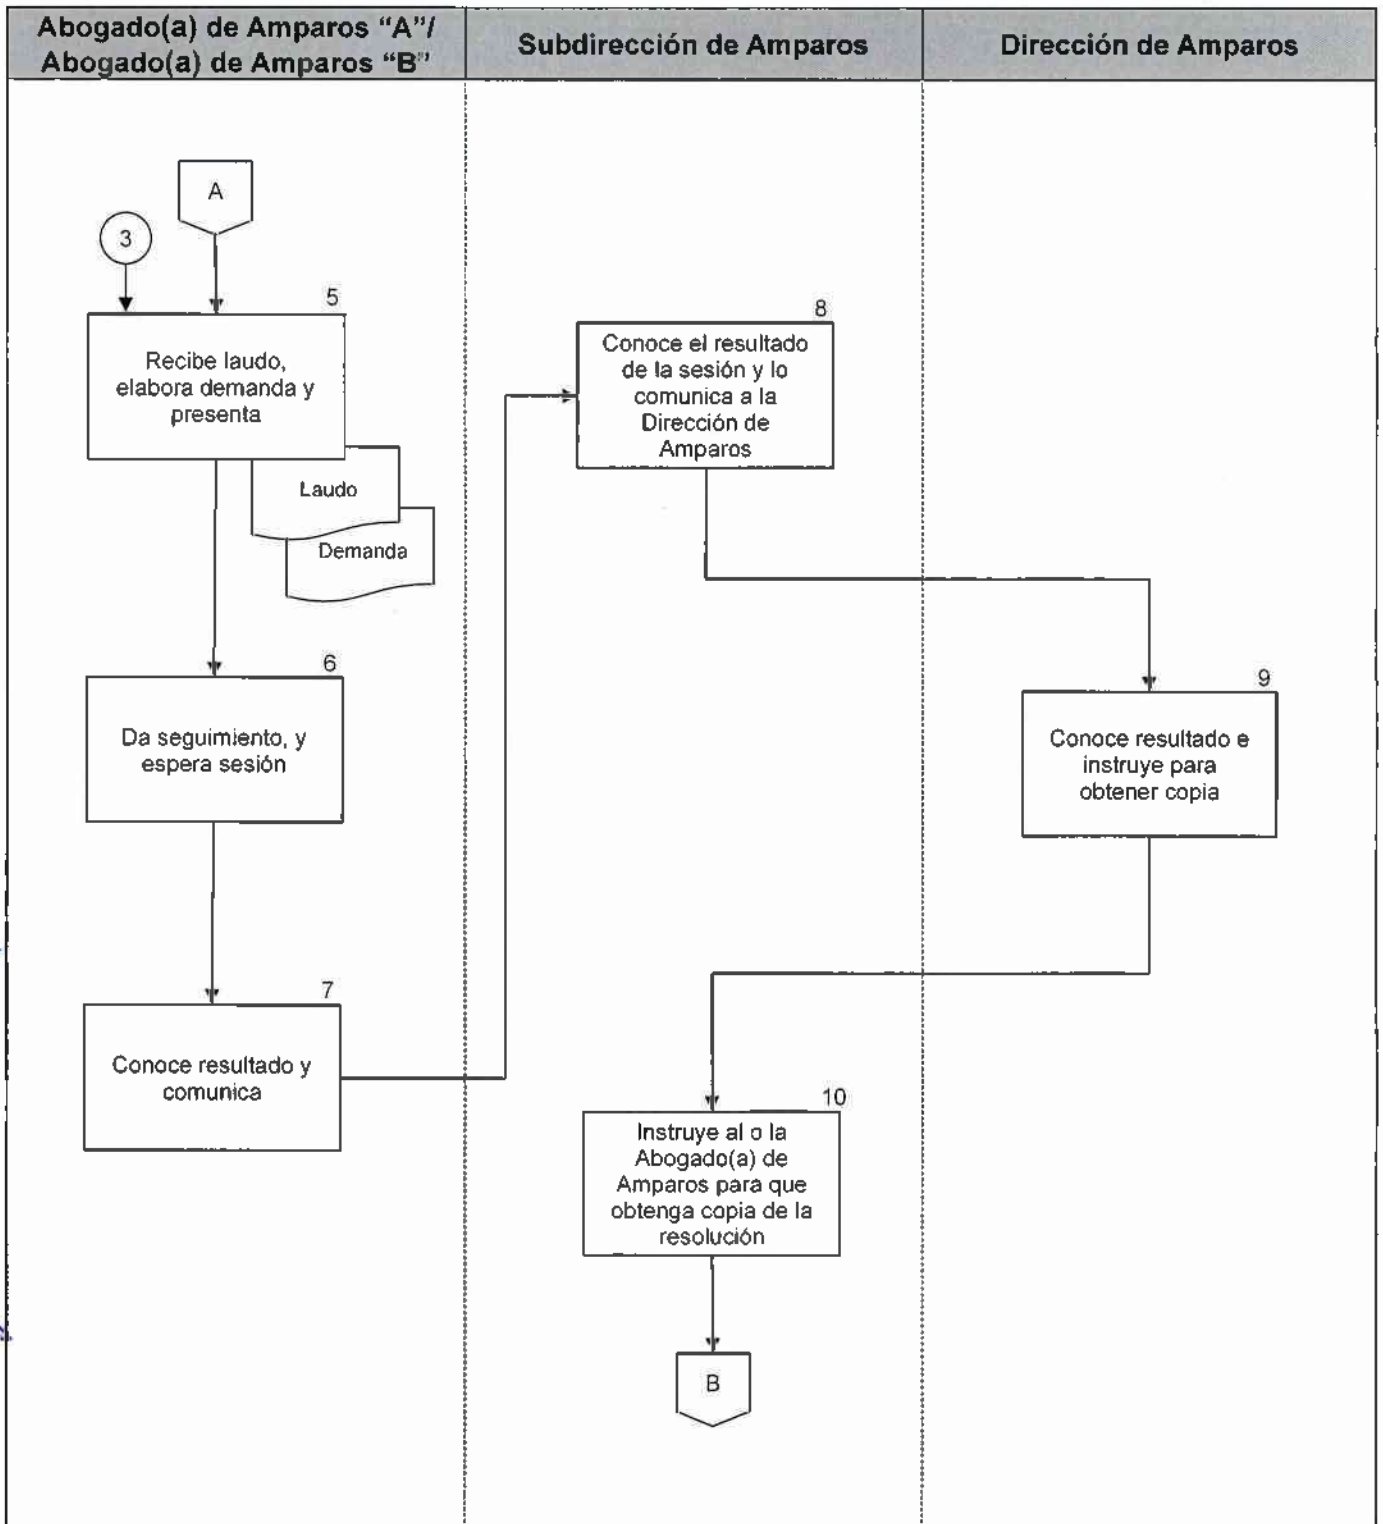 Abogado(a) de Amparos “A”/
Abogado(a) de Amparos “B”
Subdirección de Amparos
Dirección de Amparos
A
3
5
Recibe laudo,
elabora demanda y
presenta
Laudo
Demanda
6
Da seguimiento, y
espera sesión
7
Conoce resultado y
comunica
8
Conoce el resultado
de la sesión y lo
comunica a la
Dirección de
Amparos
9
Conoce resultado e
instruye para
obtener copia
10
Instruye al o la
Abogado(a) de
Amparos para que
obtenga copia de la
resolución
B